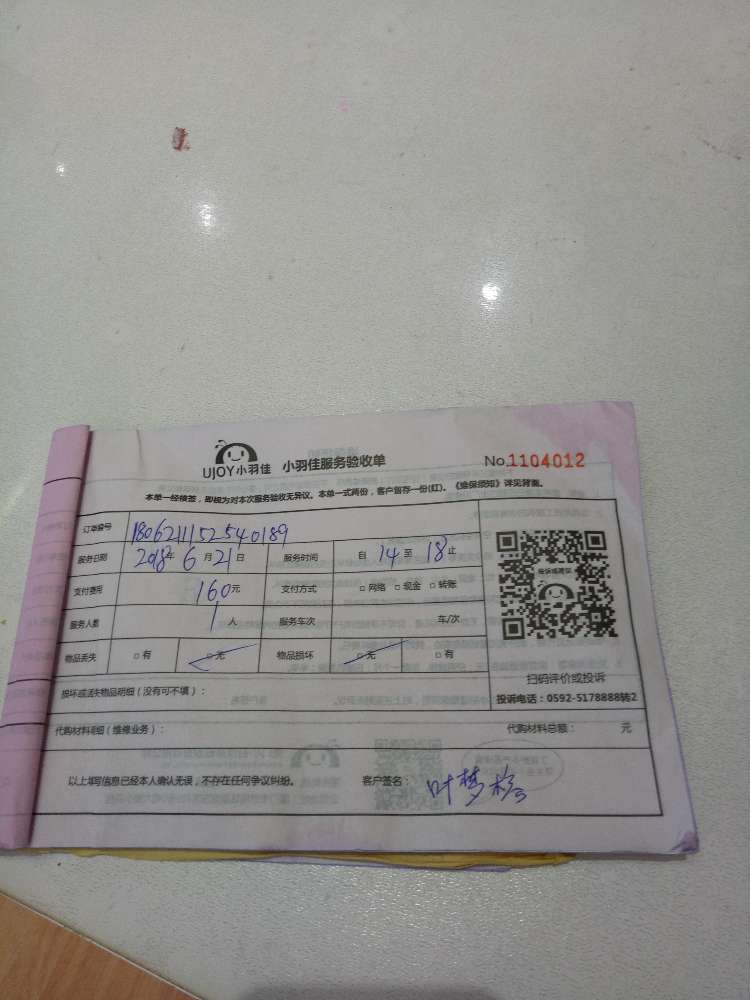 UJOY小羽佳 小羽佳服务验收单 No.1104012
本单一经核签，即视为对本次服务验收无异议。本单一式两份，客户留存一份(红)。《维保须知》详见背面。
订单编号 1806211152540189
服务日期 2018年 6月21日 服务时间 自 14 至 18 止
支付费用 160元 支付方式 □网络 □现金 □转账
服务人数 1人 服务车次 车/次
物品丢失 □有 □无 物品损坏 □无 □有
损坏或丢失物品明细（没有可不填）：
扫码评价或投诉
投诉电话：0592-5178888转2
代购材料明细（维修业务）： 代购材料总额： 元
以上填写信息已经本人确认无误，不存在任何争议纠纷。 客户签名： 叶梦